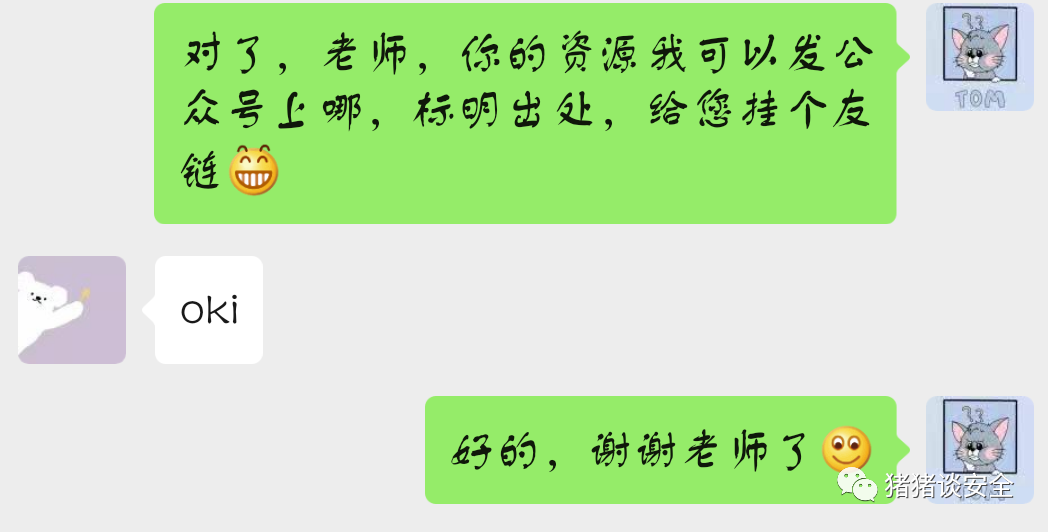 对了，老师，你的资源我可以发公
众号上哪，标明出处，给您挂个友
链
TOM
oki
好的，谢谢老师了
猪猪谈安全